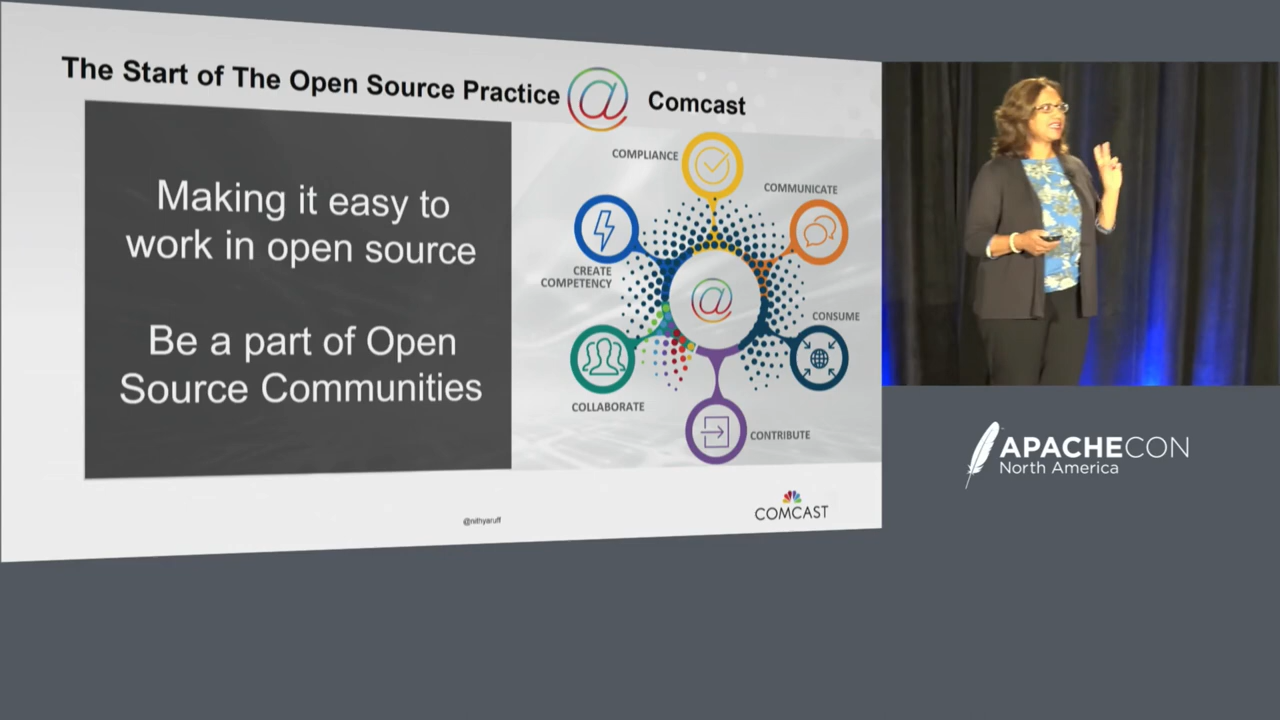 The Start of The Open Source Practice @ Comcast
Making it easy to
work in open source
Be a part of Open
Source Communities
COMPLIANCE
COMMUNICATE
CREATE
COMPETENCY
@
CONSUME
COLLABORATE
CONTRIBUTE
@nithyaruff
COMCAST
APACHECON
North America